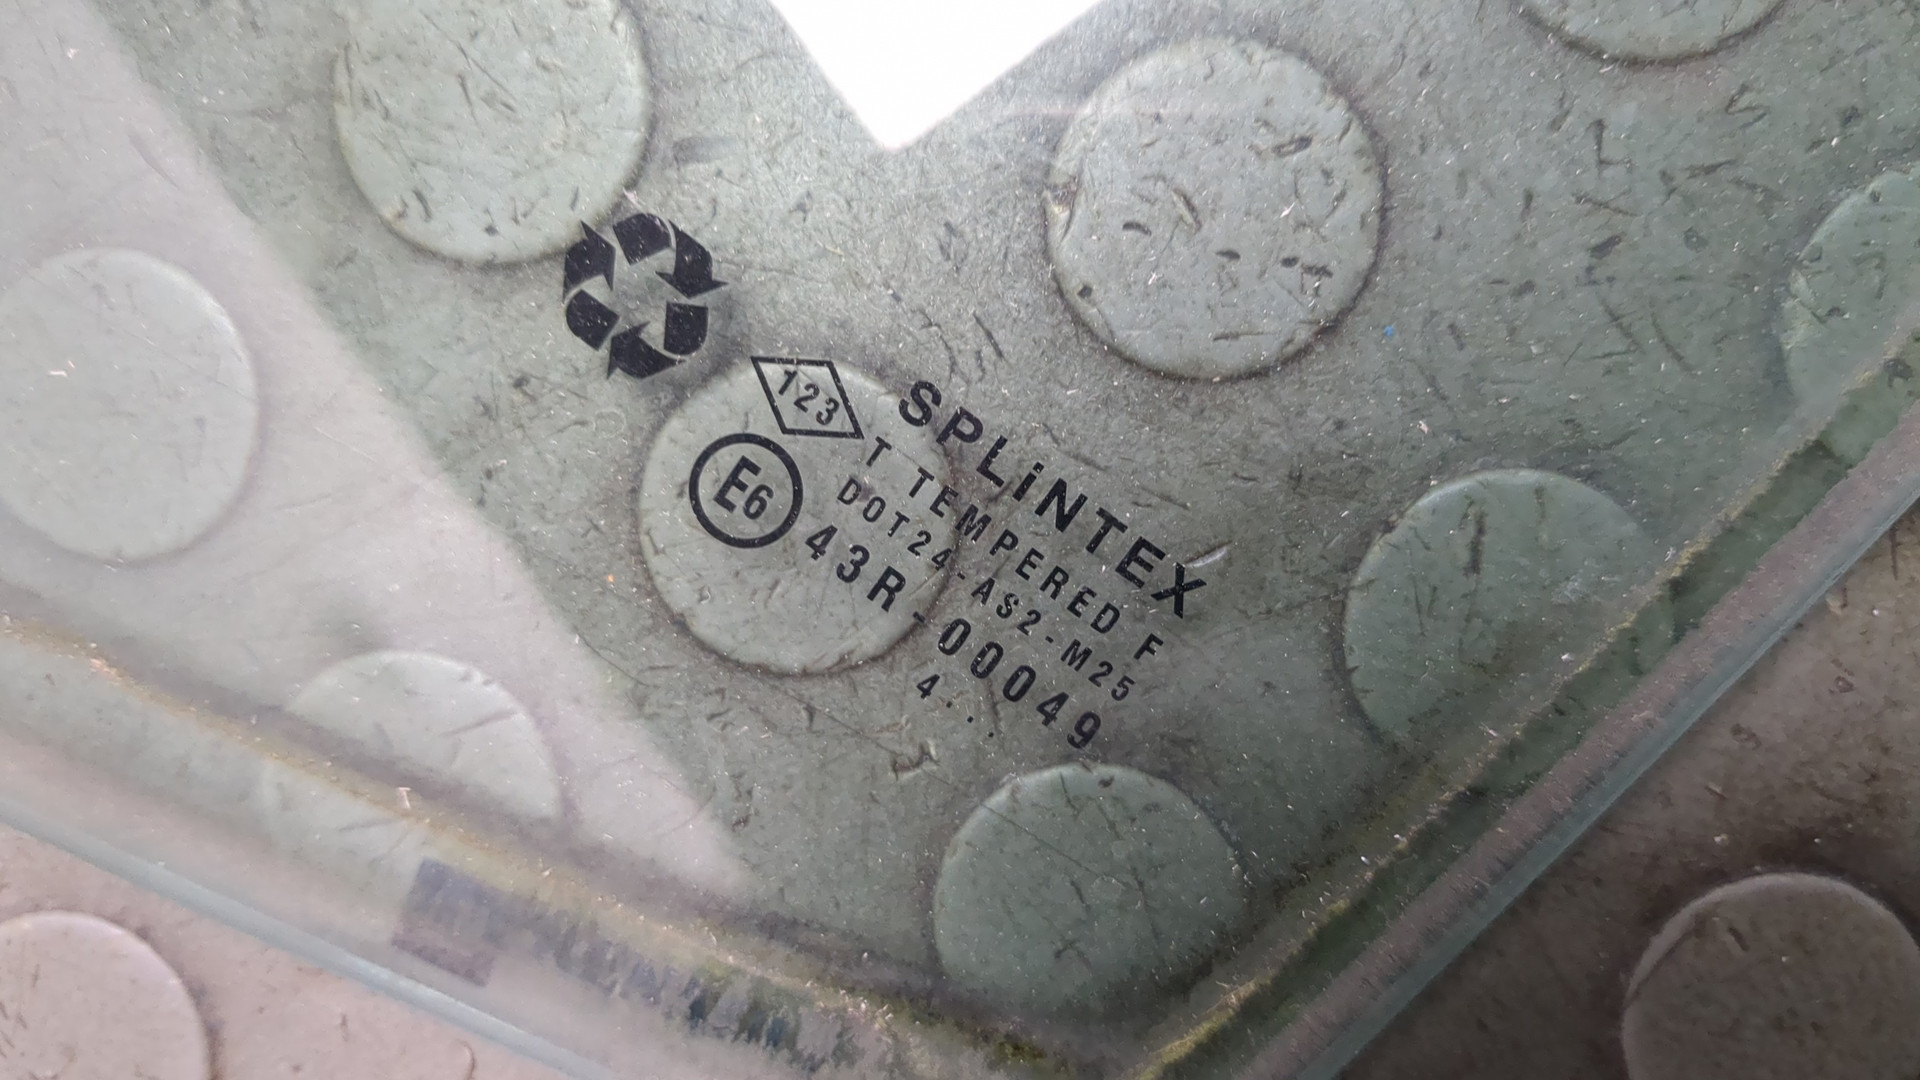 SPLiNTEX
123
T TEMPERED F
DOT24-AS2-M25
E6 43R-00049
4...